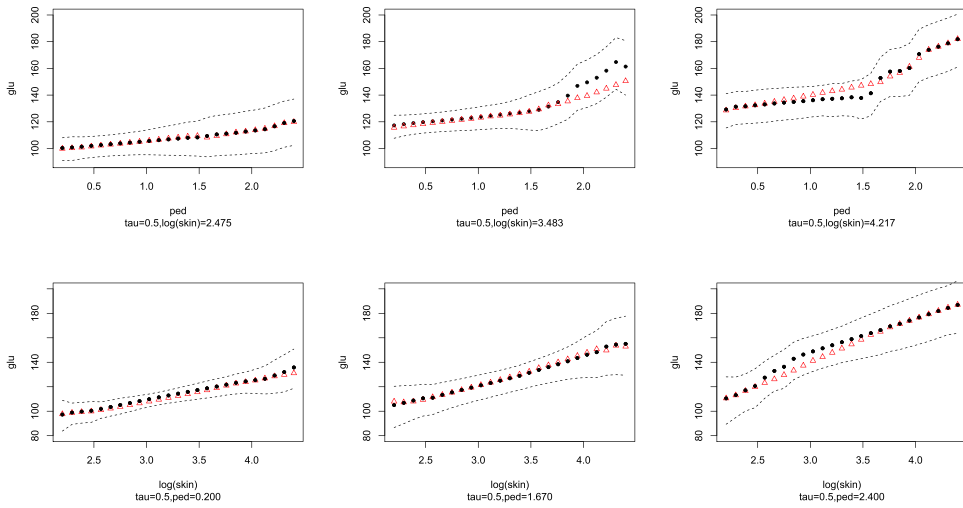 glu
100 120 140 160 180 200
0.5 1.0 1.5 2.0
ped
tau=0.5,log(skin)=2.475
glu
100 120 140 160 180 200
0.5 1.0 1.5 2.0
ped
tau=0.5,log(skin)=3.483
glu
100 120 140 160 180 200
0.5 1.0 1.5 2.0
ped
tau=0.5,log(skin)=4.217
glu
80 100 140 180
2.5 3.0 3.5 4.0
log(skin)
tau=0.5,ped=0.200
glu
80 100 140 180
2.5 3.0 3.5 4.0
log(skin)
tau=0.5,ped=1.670
glu
80 100 140 180
2.5 3.0 3.5 4.0
log(skin)
tau=0.5,ped=2.400